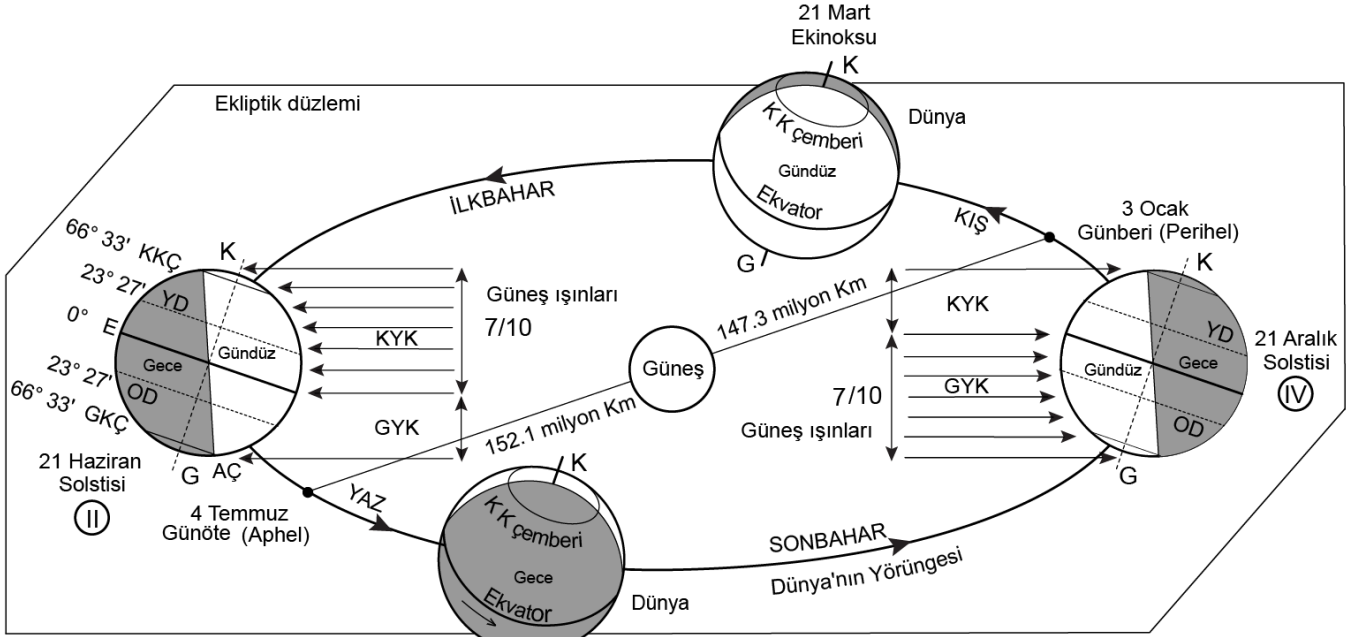 21 Mart
Ekinoksu
K
Ekliptik düzlemi
KK çemberi
Dünya
Gündüz
Ekvator
G
İLKBAHAR
KIŞ
3 Ocak
Günberi (Perihel)
66° 33' KKÇ
K
23° 27' YD
0° E
Gece
Gündüz
23° 27' OD
66° 33' GKÇ
G AÇ
21 Haziran
Solstisi
II
Güneş ışınları
7/10
KYK
GYK
147.3 milyon Km
Güneş
152.1 milyon Km
KYK
7/10
GYK
Güneş ışınları
K
YD
Gündüz
Gece
OD
G
21 Aralık
Solstisi
IV
4 Temmuz
Günöte (Aphel)
YAZ
K
KK çemberi
Gece
Ekvator
Dünya
SONBAHAR
Dünya'nın Yörüngesi